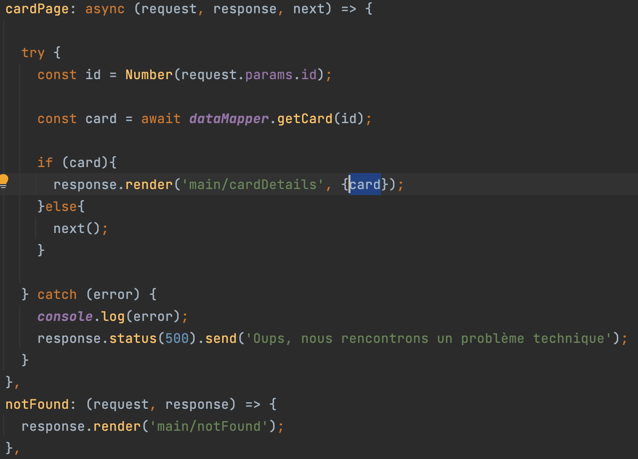 cardPage: async (request, response, next) => {
try {
const id = Number(request.params.id);
const card = await dataMapper.getCard(id);
if (card){
response.render('main/cardDetails', {card});
}else{
next();
}
} catch (error) {
console.log(error);
response.status(500).send('Oups, nous rencontrons un problème technique');
}
},
notFound: (request, response) => {
response.render('main/notFound');
},